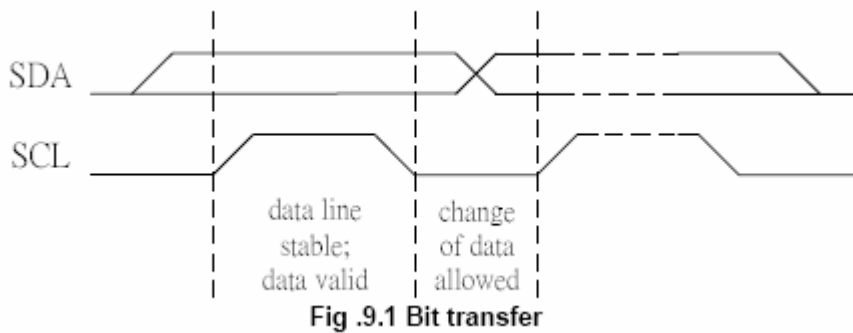 SDA
SCL
data line
stable;
data valid
change
of data
allowed
Fig .9.1 Bit transfer